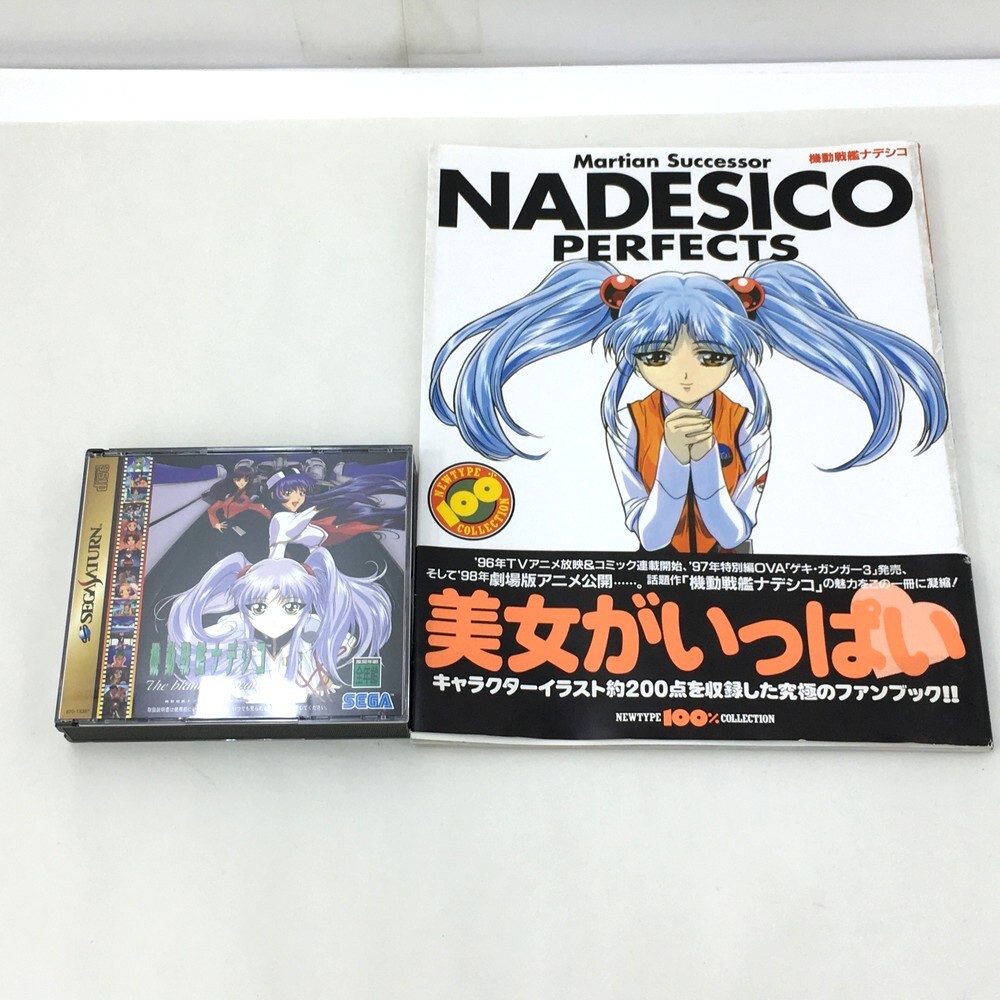 Martian Successor
機動戦艦ナデシコ
NADESICO
PERFECTS
NEWTYPE
100%
COLLECTION
'96年TVアニメ放映&コミック連載開始、'97年特別編OVA「ゲキ・ガンガー3」発売、
そして'98年劇場版アニメ公開……。話題作「機動戦艦ナデシコ」の魅力をこの一冊に凝縮!
美女がいっぱい
キャラクターイラスト約200点を収録した究極のファンブック!!
NEWTYPE 100% COLLECTION
SEGA SATURN
機動戦艦ナデシコ
The blank
SEGA